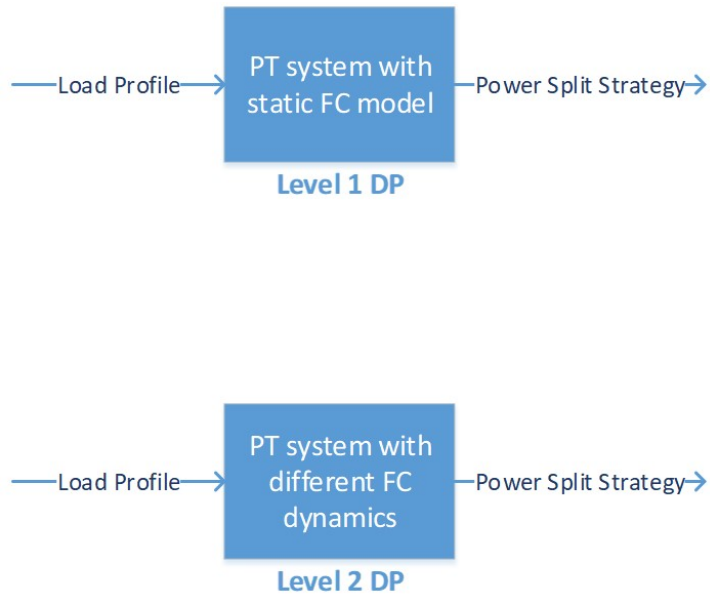 Load Profile
PT system with
static FC model
Power Split Strategy
Level 1 DP
Load Profile
PT system with
different FC
dynamics
Power Split Strategy
Level 2 DP